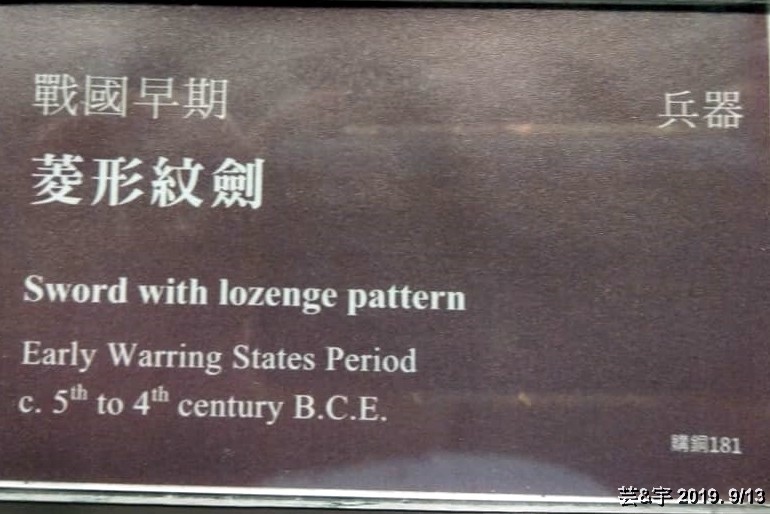 戰國早期
兵器
菱形紋劍
Sword with lozenge pattern
Early Warring States Period
c. 5th to 4th century B.C.E.
購銅181
芸&宇 2019. 9/13